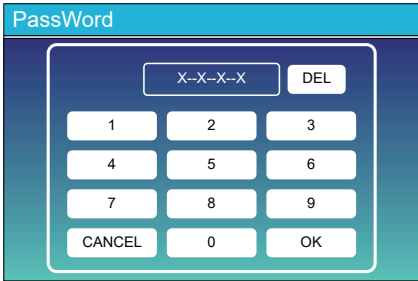 PassWord
X--X--X--X DEL
1 2 3
4 5 6
7 8 9
CANCEL 0 OK